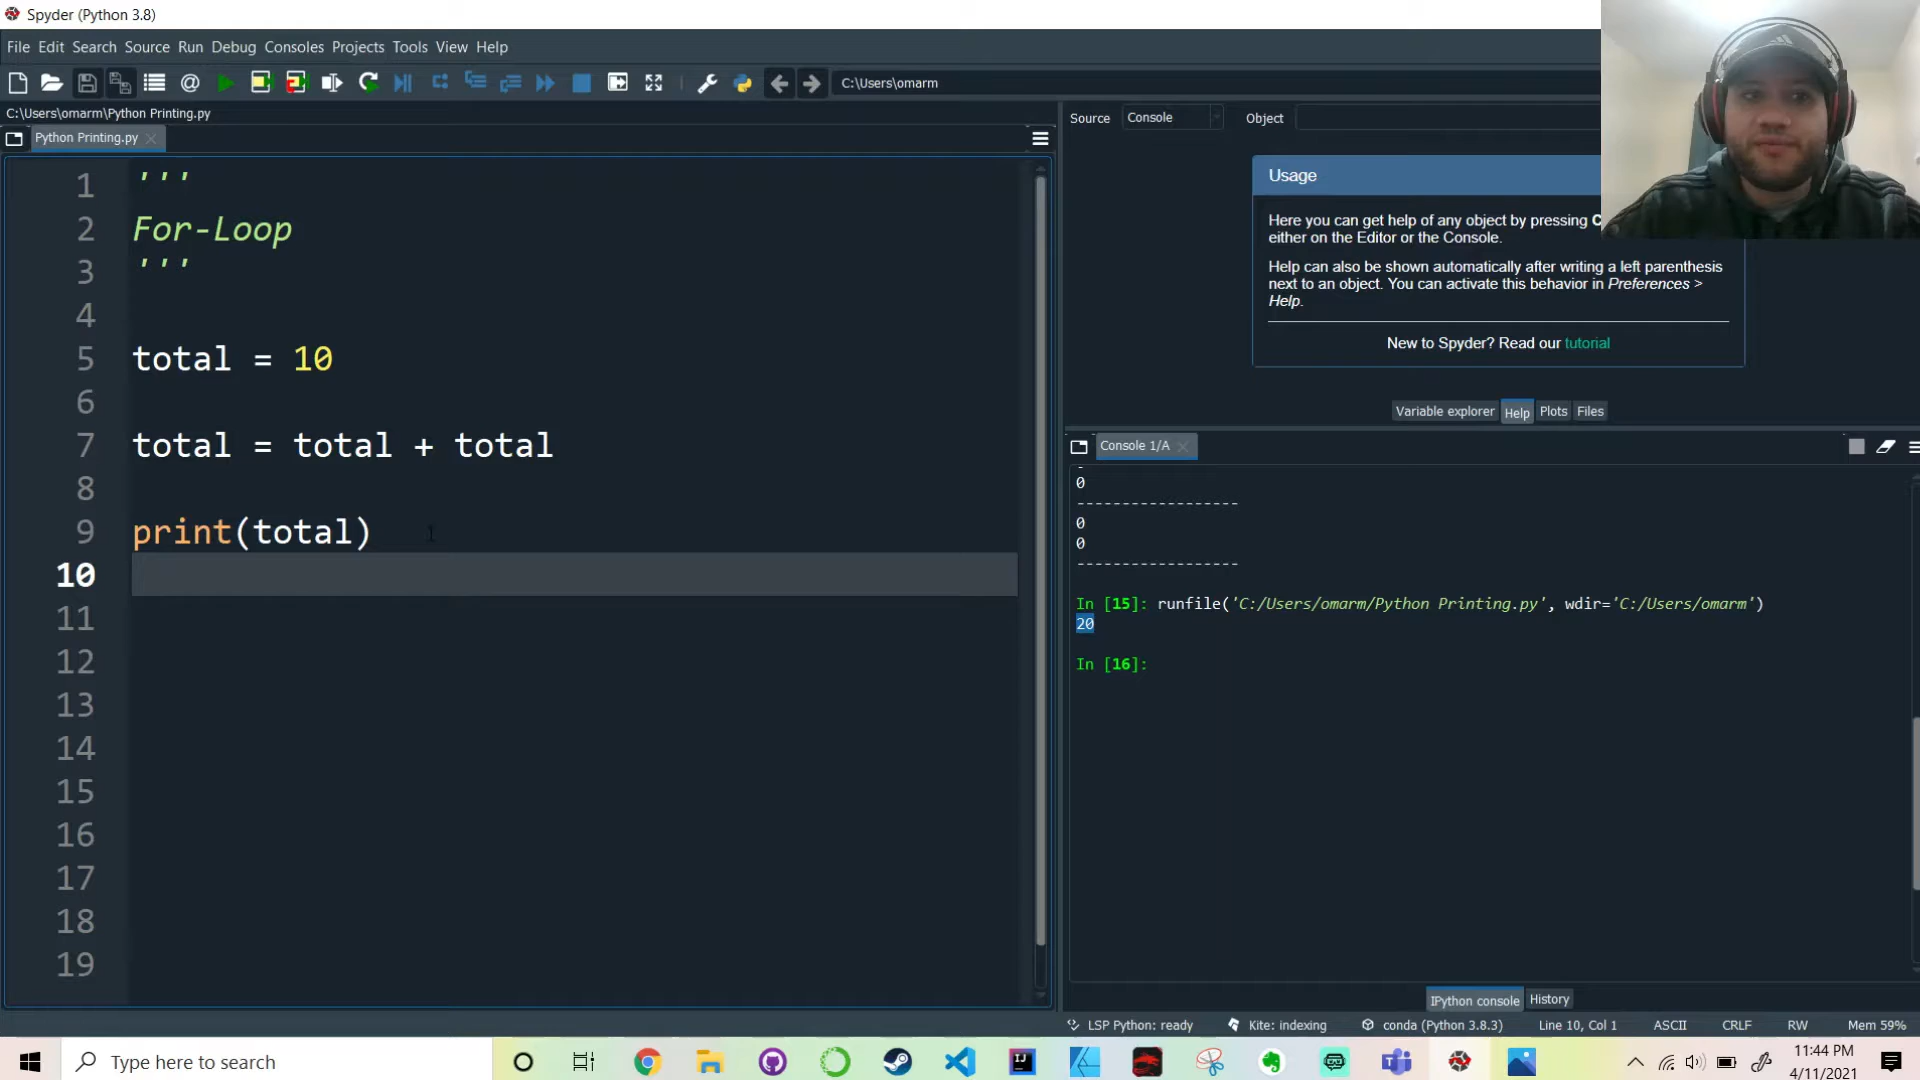 Spyder (Python 3.8)
File Edit Search Source Run Debug Consoles Projects Tools View Help
C:\Users\omarm
C:\Users\omarm\Python Printing.py
Python Printing.py
1 '''
2 For-Loop
3 '''
4
5 total = 10
6
7 total = total + total
8
9 print(total)
10
11
12
13
14
15
16
17
18
19
Source Console Object
Usage
Here you can get help of any object by pressing C
either on the Editor or the Console.
Help can also be shown automatically after writing a left parenthesis
next to an object. You can activate this behavior in Preferences >
Help.
New to Spyder? Read our tutorial
Variable explorer Help Plots Files
Console 1/A
0
------------------
0
0
------------------
In [15]: runfile('C:/Users/omarm/Python Printing.py', wdir='C:/Users/omarm')
20
In [16]:
IPython console History
LSP Python: ready Kite: indexing conda (Python 3.8.3) Line 10, Col 1 ASCII CRLF RW Mem 59%
Type here to search
11:44 PM
4/11/2021